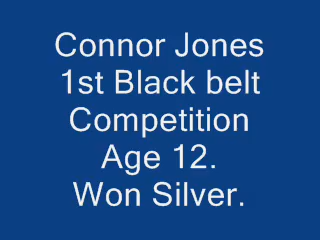 Connor Jones
1st Black belt
Competition
Age 12.
Won Silver.